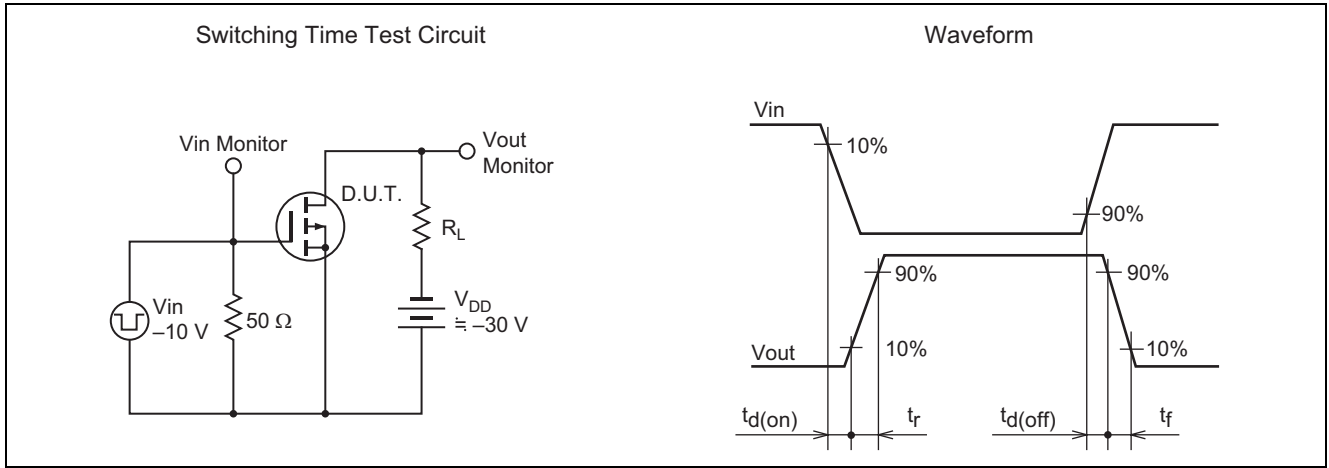 Switching Time Test Circuit
Vin Monitor
Vout
Monitor
D.U.T.
RL
Vin
–10 V
50 Ω
VDD
≒ –30 V
Waveform
Vin
10%
90%
90%
90%
Vout
10%
10%
td(on)
tr
td(off)
tf